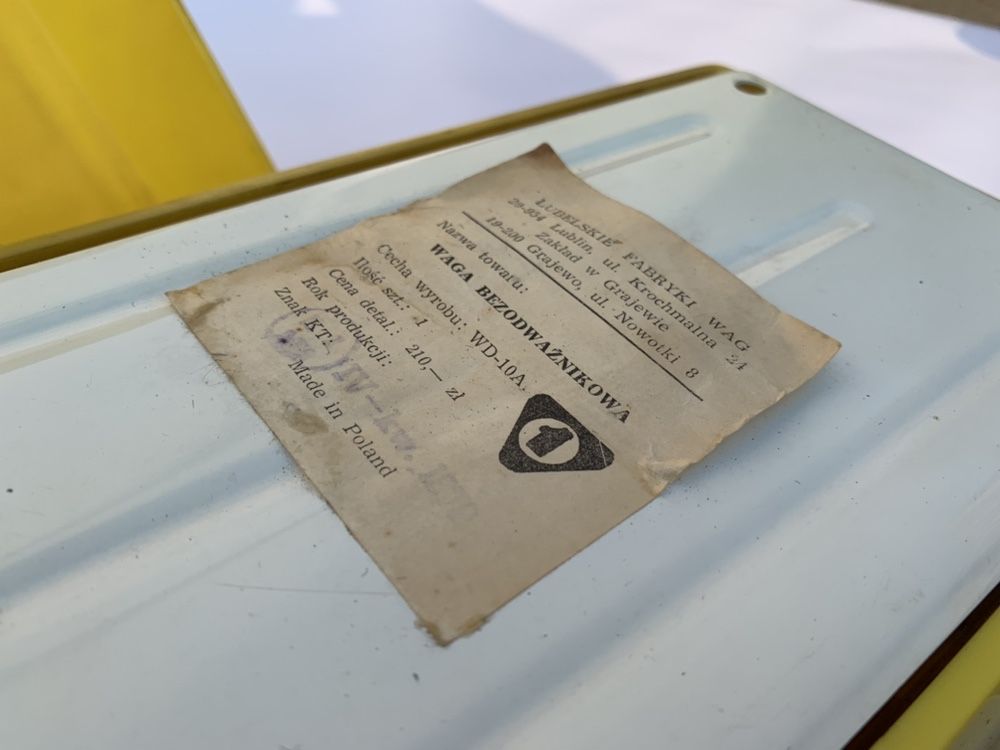 ŁUBELSKIE FABRYKI WAG
20-954 Lublin, ul. Krochmalna 24
Zakład w Grajewie
19-200 Grajewo, ul. Nowotki 8
Nazwa towaru:
WAGA BEZODWAŻNIKOWA
Cecha wyrobu: WD-10A.
Ilość szt.: 1
Cena detal.: 210,— zł
Rok produkcji:
Znak KT:
Made in Poland
1